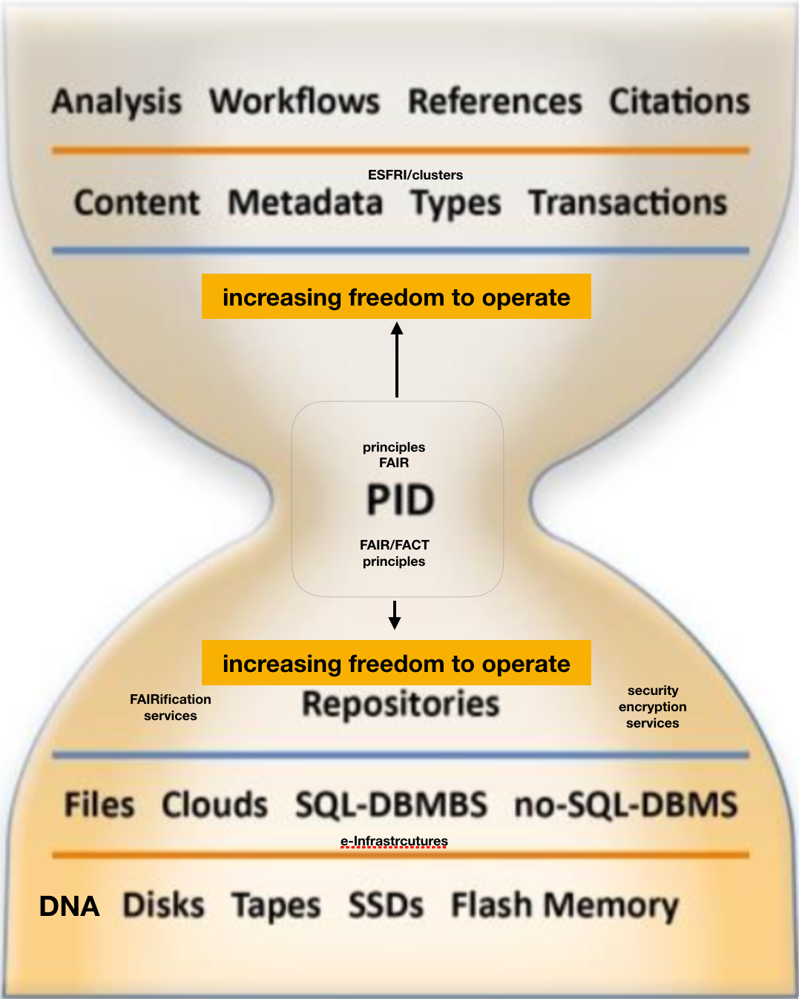 Analysis Workflows References Citations
ESFRI/clusters
Content Metadata Types Transactions
increasing freedom to operate
principles
FAIR
PID
FAIR/FACT
principles
increasing freedom to operate
FAIRification
services
Repositories
security
encryption
services
Files Clouds SQL-DBMBS no-SQL-DBMS
e-Infrastrcutures
DNA Disks Tapes SSDs Flash Memory